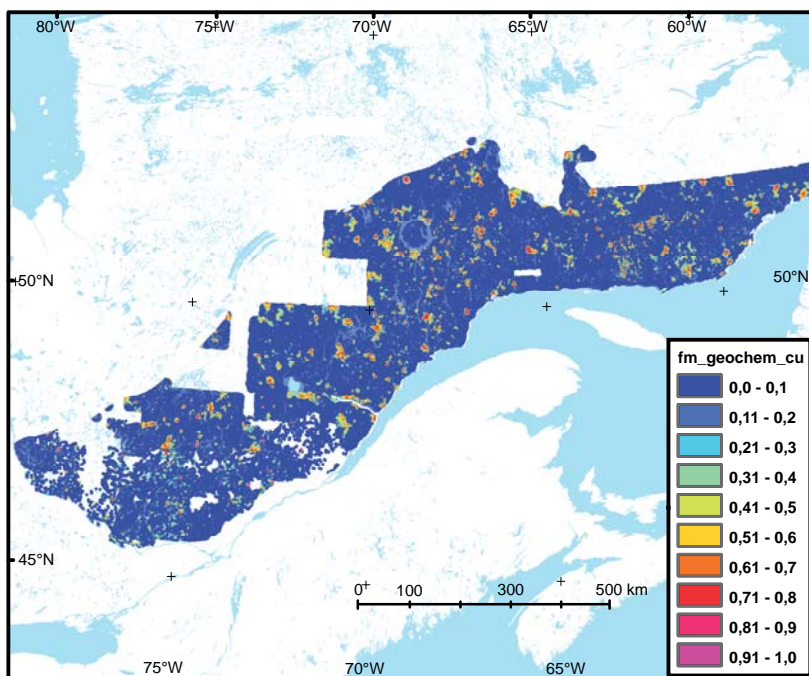 80°W 75°W 70°W 65°W 60°W
50°N
50°N
45°N
fm_geochem_cu
0,0 - 0,1
0,11 - 0,2
0,21 - 0,3
0,31 - 0,4
0,41 - 0,5
0,51 - 0,6
0,61 - 0,7
0,71 - 0,8
0,81 - 0,9
0,91 - 1,0
0 100 300 500 km
75°W 70°W 65°W